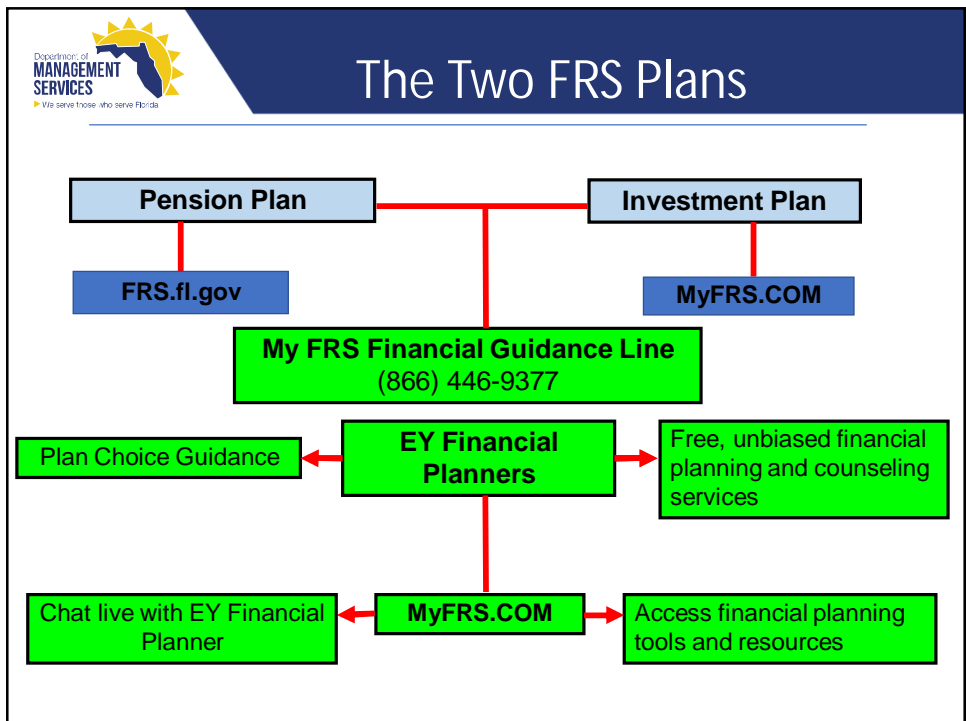 Department of
MANAGEMENT
SERVICES
We serve those who serve Florida
The Two FRS Plans
Pension Plan
Investment Plan
FRS.fl.gov
MyFRS.COM
My FRS Financial Guidance Line
(866) 446-9377
Plan Choice Guidance
EY Financial
Planners
Free, unbiased financial
planning and counseling
services
Chat live with EY Financial
Planner
MyFRS.COM
Access financial planning
tools and resources